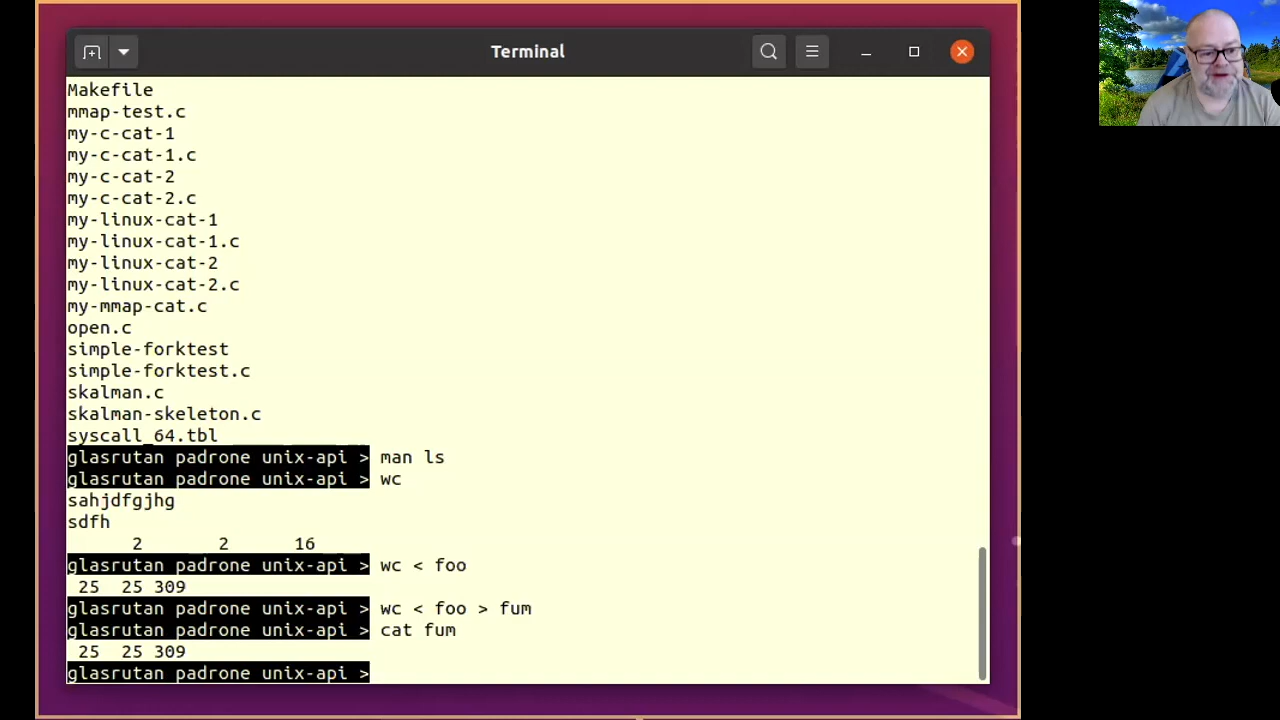 Terminal
Makefile
mmap-test.c
my-c-cat-1
my-c-cat-1.c
my-c-cat-2
my-c-cat-2.c
my-linux-cat-1
my-linux-cat-1.c
my-linux-cat-2
my-linux-cat-2.c
my-mmap-cat.c
open.c
simple-forktest
simple-forktest.c
skalman.c
skalman-skeleton.c
syscall_64.tbl
glasrutan padrone unix-api > man ls
glasrutan padrone unix-api > wc
sahjdfgjhg
sdfh
2 2 16
glasrutan padrone unix-api > wc < foo
25 25 309
glasrutan padrone unix-api > wc < foo > fum
glasrutan padrone unix-api > cat fum
25 25 309
glasrutan padrone unix-api >